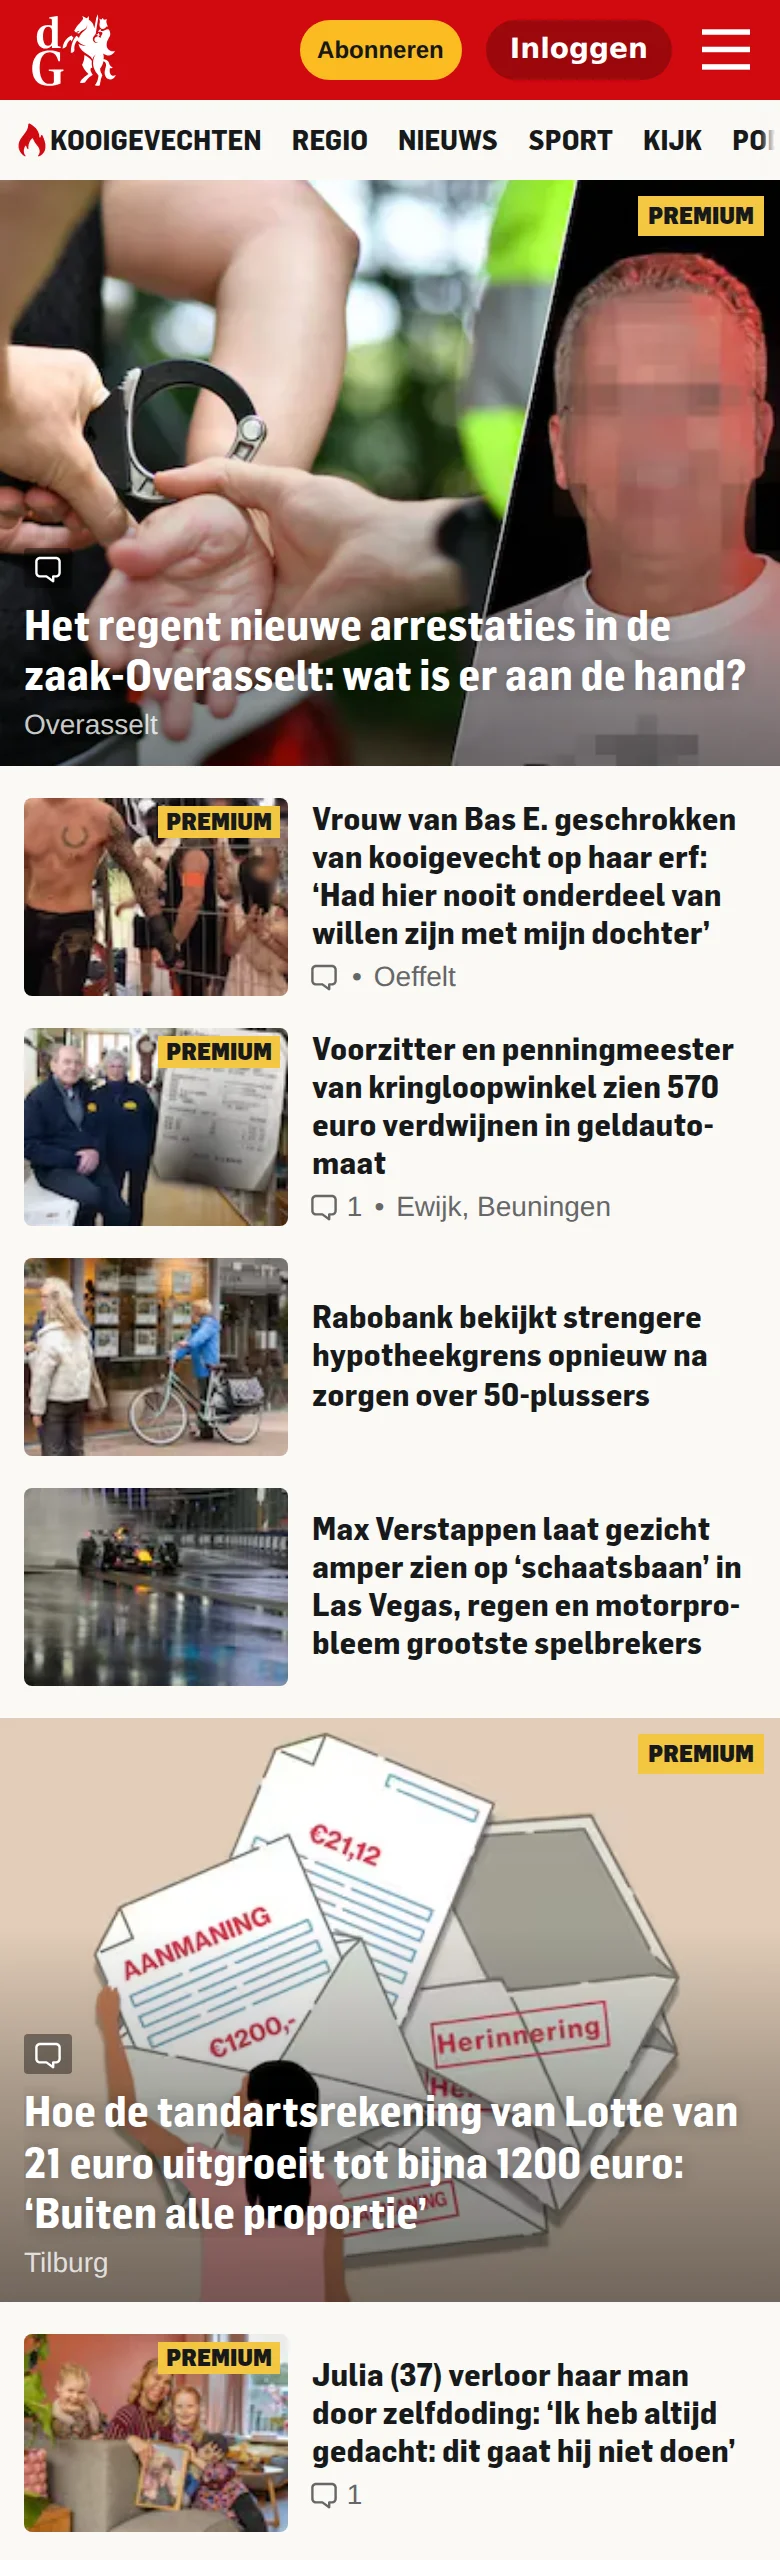 dG
Abonneren
Inloggen
KOOIGEVECHTEN REGIO NIEUWS SPORT KIJK
PREMIUM
Het regent nieuwe arrestaties in de
zaak-Overasselt: wat is er aan de hand?
Overasselt
PREMIUM
Vrouw van Bas E. geschrokken
van kooigevecht op haar erf:
‘Had hier nooit onderdeel van
willen zijn met mijn dochter’
• Oeffelt
PREMIUM
Voorzitter en penningmeester
van kringloopwinkel zien 570
euro verdwijnen in geldauto-
maat
1 • Ewijk, Beuningen
Rabobank bekijkt strengere
hypotheekgrens opnieuw na
zorgen over 50-plussers
Max Verstappen laat gezicht
amper zien op ‘schaatsbaan’ in
Las Vegas, regen en motorpro-
bleem grootste spelbrekers
PREMIUM
€21,12
AANMANING
€1200,-
Herinnering
Hoe de tandartsrekening van Lotte van
21 euro uitgroeit tot bijna 1200 euro:
‘Buiten alle proportie’
Tilburg
PREMIUM
Julia (37) verloor haar man
door zelfdoding: ‘Ik heb altijd
gedacht: dit gaat hij niet doen’
1